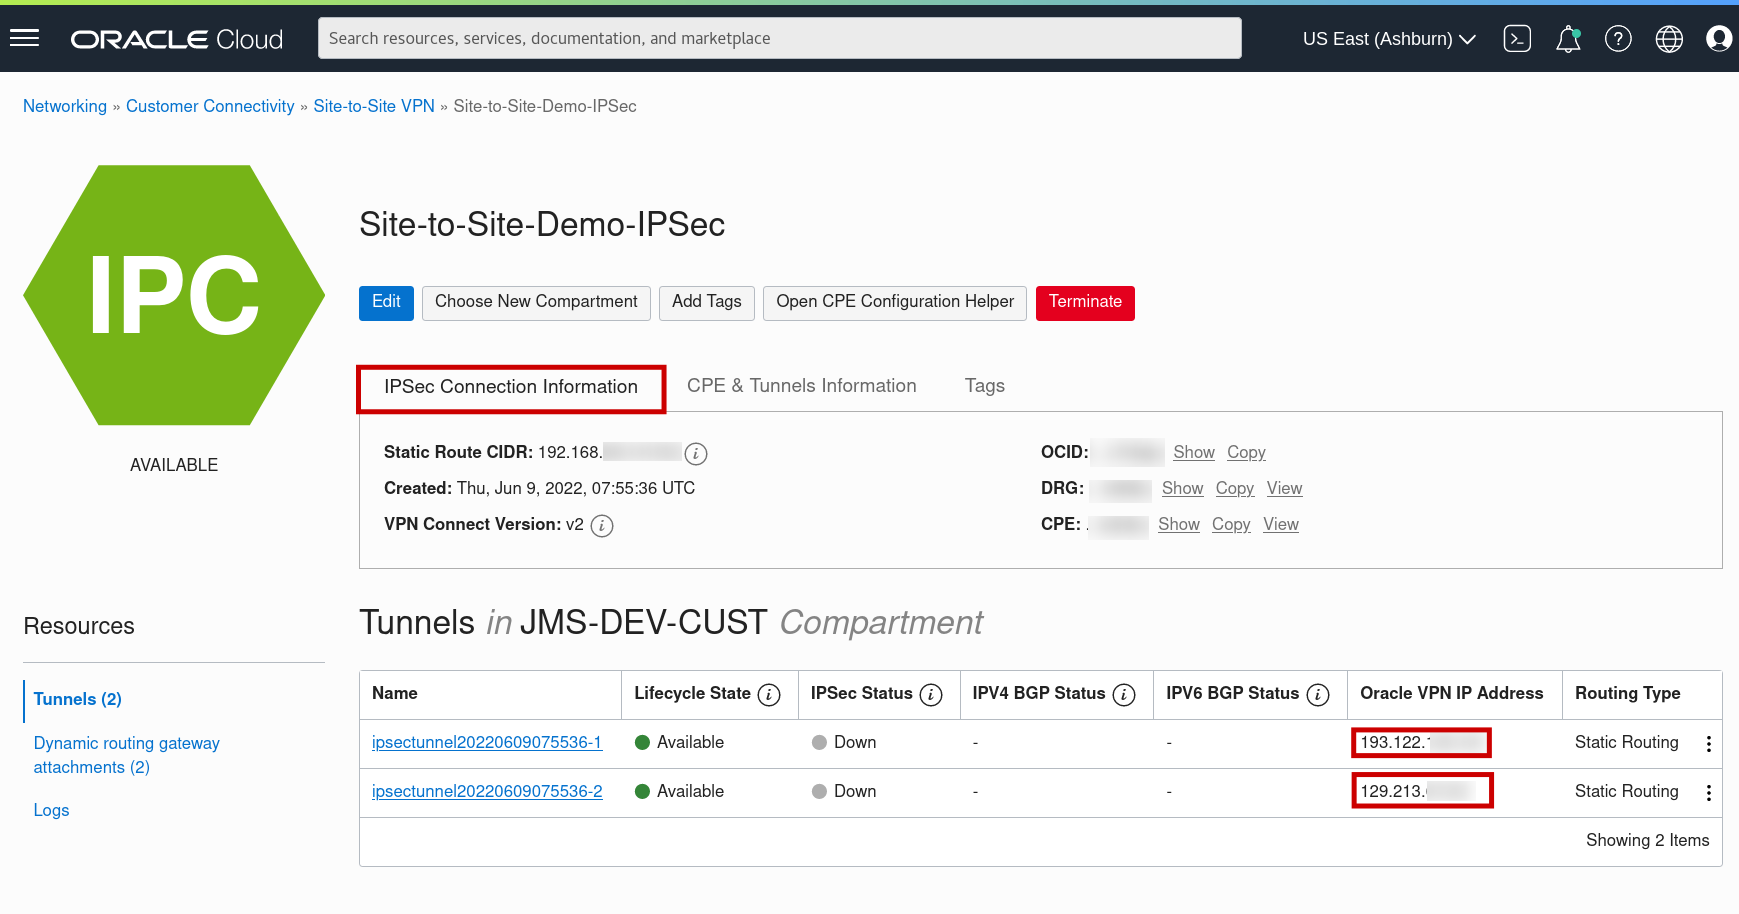 ORACLE Cloud
Search resources, services, documentation, and marketplace
US East (Ashburn)
Networking » Customer Connectivity » Site-to-Site VPN » Site-to-Site-Demo-IPSec
IPC
AVAILABLE
Site-to-Site-Demo-IPSec
Edit Choose New Compartment Add Tags Open CPE Configuration Helper Terminate
IPSec Connection Information CPE & Tunnels Information Tags
Static Route CIDR: 192.168. i
Created: Thu, Jun 9, 2022, 07:55:36 UTC
VPN Connect Version: v2 i
OCID: Show Copy
DRG: Show Copy View
CPE: Show Copy View
Resources
Tunnels (2)
Dynamic routing gateway
attachments (2)
Logs
Tunnels in JMS-DEV-CUST Compartment
Name Lifecycle State i IPSec Status i IPV4 BGP Status i IPV6 BGP Status i Oracle VPN IP Address Routing Type
ipsectunnel20220609075536-1 Available Down - - 193.122. Static Routing
ipsectunnel20220609075536-2 Available Down - - 129.213. Static Routing
Showing 2 Items